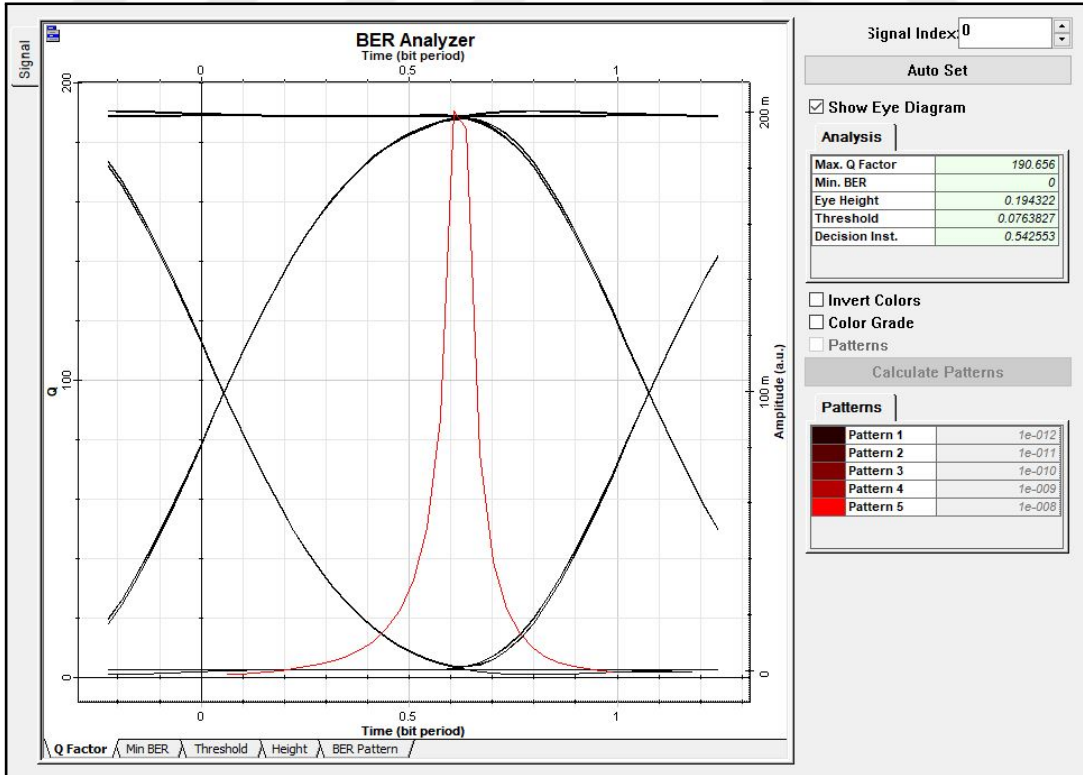 Signal
BER Analyzer
Time (bit period)
0 0.5 1
200
100
0
Q
200 m
100 m
0
Amplitude (a.u.)
0 0.5 1
Time (bit period)
Q Factor Min BER Threshold Height BER Pattern
Signal Index: 0
Auto Set
Show Eye Diagram
Analysis
Max. Q Factor 190.656
Min. BER 0
Eye Height 0.194322
Threshold 0.0763827
Decision Inst. 0.542553
Invert Colors
Color Grade
Patterns
Calculate Patterns
Patterns
Pattern 1 1e-012
Pattern 2 1e-011
Pattern 3 1e-010
Pattern 4 1e-009
Pattern 5 1e-008